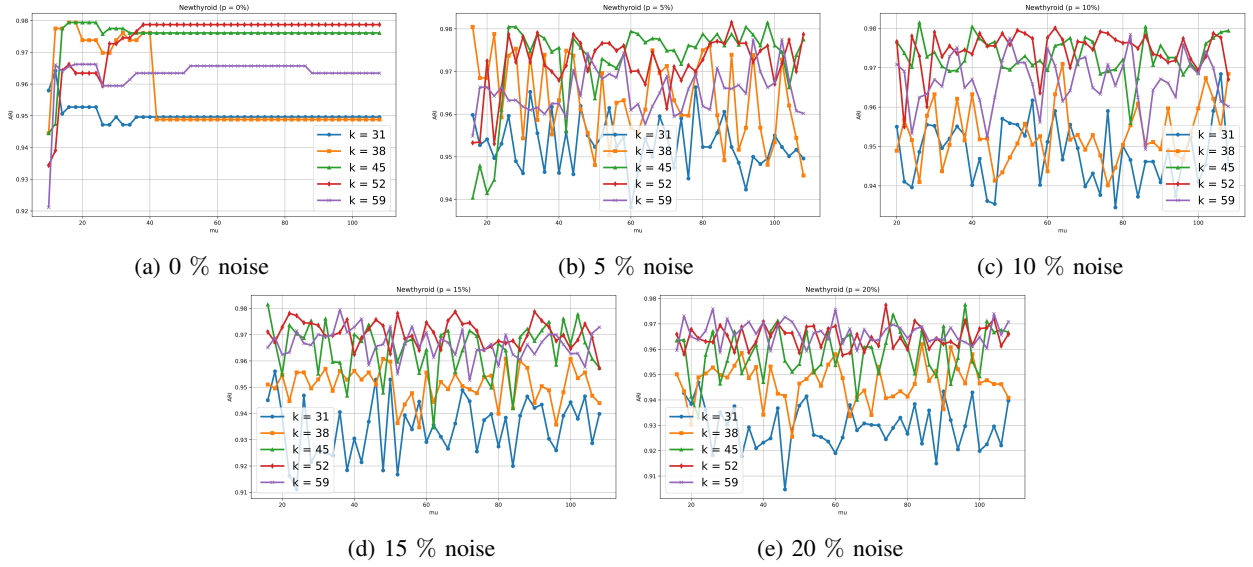 Newthyroid (p = 0%)
ARI
0.98
0.97
0.96
0.95
0.94
0.93
0.92
k = 31
k = 38
k = 45
k = 52
k = 59
20
40
60
80
100
mu
(a) 0 % noise
Newthyroid (p = 5%)
ARI
0.98
0.97
0.96
0.95
0.94
k = 31
k = 38
k = 45
k = 52
k = 59
20
40
60
80
100
mu
(b) 5 % noise
Newthyroid (p = 10%)
ARI
0.98
0.97
0.96
0.95
0.94
k = 31
k = 38
k = 45
k = 52
k = 59
20
40
60
80
100
mu
(c) 10 % noise
Newthyroid (p = 15%)
ARI
0.98
0.97
0.96
0.95
0.94
0.93
0.92
0.91
k = 31
k = 38
k = 45
k = 52
k = 59
20
40
60
80
100
mu
(d) 15 % noise
Newthyroid (p = 20%)
ARI
0.98
0.97
0.96
0.95
0.94
0.93
0.92
0.91
k = 31
k = 38
k = 45
k = 52
k = 59
20
40
60
80
100
mu
(e) 20 % noise